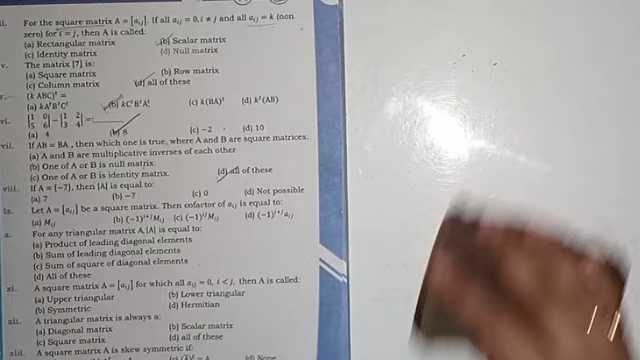 ii. For the square matrix A = [aij]. If all aij = 0, i ≠ j and all aij = k (non
zero) for i = j, then A is called:
(a) Rectangular matrix (b) Scalar matrix
(c) Identity matrix (d) Null matrix
v. The matrix [7] is:
(a) Square matrix (b) Row matrix
(c) Column matrix (d) all of these
(k ABC)ᵗ =
(a) kAᵗBᵗCᵗ (b) kCᵗBᵗAᵗ (c) k(BA)ᵗ (d) kᵗ(AB)
vi. |1 0; 5 6| − |1 2; 3 4| =
(a) 4 (b) 8 (c) −2 (d) 10
vii. If AB = BA, then which one is true, where A and B are square matrices:
(a) A and B are multiplicative inverses of each other
(b) One of A or B is null matrix.
(c) One of A or B is identity matrix. (d) all of these
viii. If A = [−7], then |A| is equal to:
(a) 7 (b) −7 (c) 0 (d) Not possible
ix. Let A = [aij] be a square matrix. Then cofactor of aij is equal to:
(a) Mij (b) (−1)ⁱ⁺ʲMij (c) (−1)ⁱʲMij (d) (−1)ⁱ⁺ʲaij
x. For any triangular matrix A, |A| is equal to:
(a) Product of leading diagonal elements
(b) Sum of leading diagonal elements
(c) Sum of square of diagonal elements
(d) All of these
xi. A square matrix A = [aij] for which all aij = 0, i < j, then A is called:
(a) Upper triangular (b) Lower triangular
(b) Symmetric (d) Hermitian
xii. A triangular matrix is always a:
(a) Diagonal matrix (b) Scalar matrix
(c) Square matrix (d) all of these
xiii. A square matrix A is skew symmetric if:
(d) None